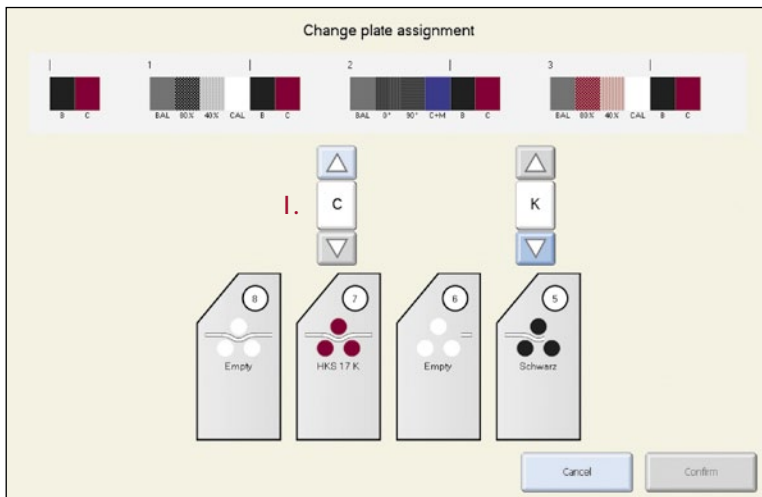 Change plate assignment
1 2 3
B C BAL 80% 40% CAL B C BAL 0° 90° C+M B C BAL 80% 40% CAL B C
1. C K
8 7 6 5
Empty HKS 17 K Empty Schwarz
Cancel Confirm